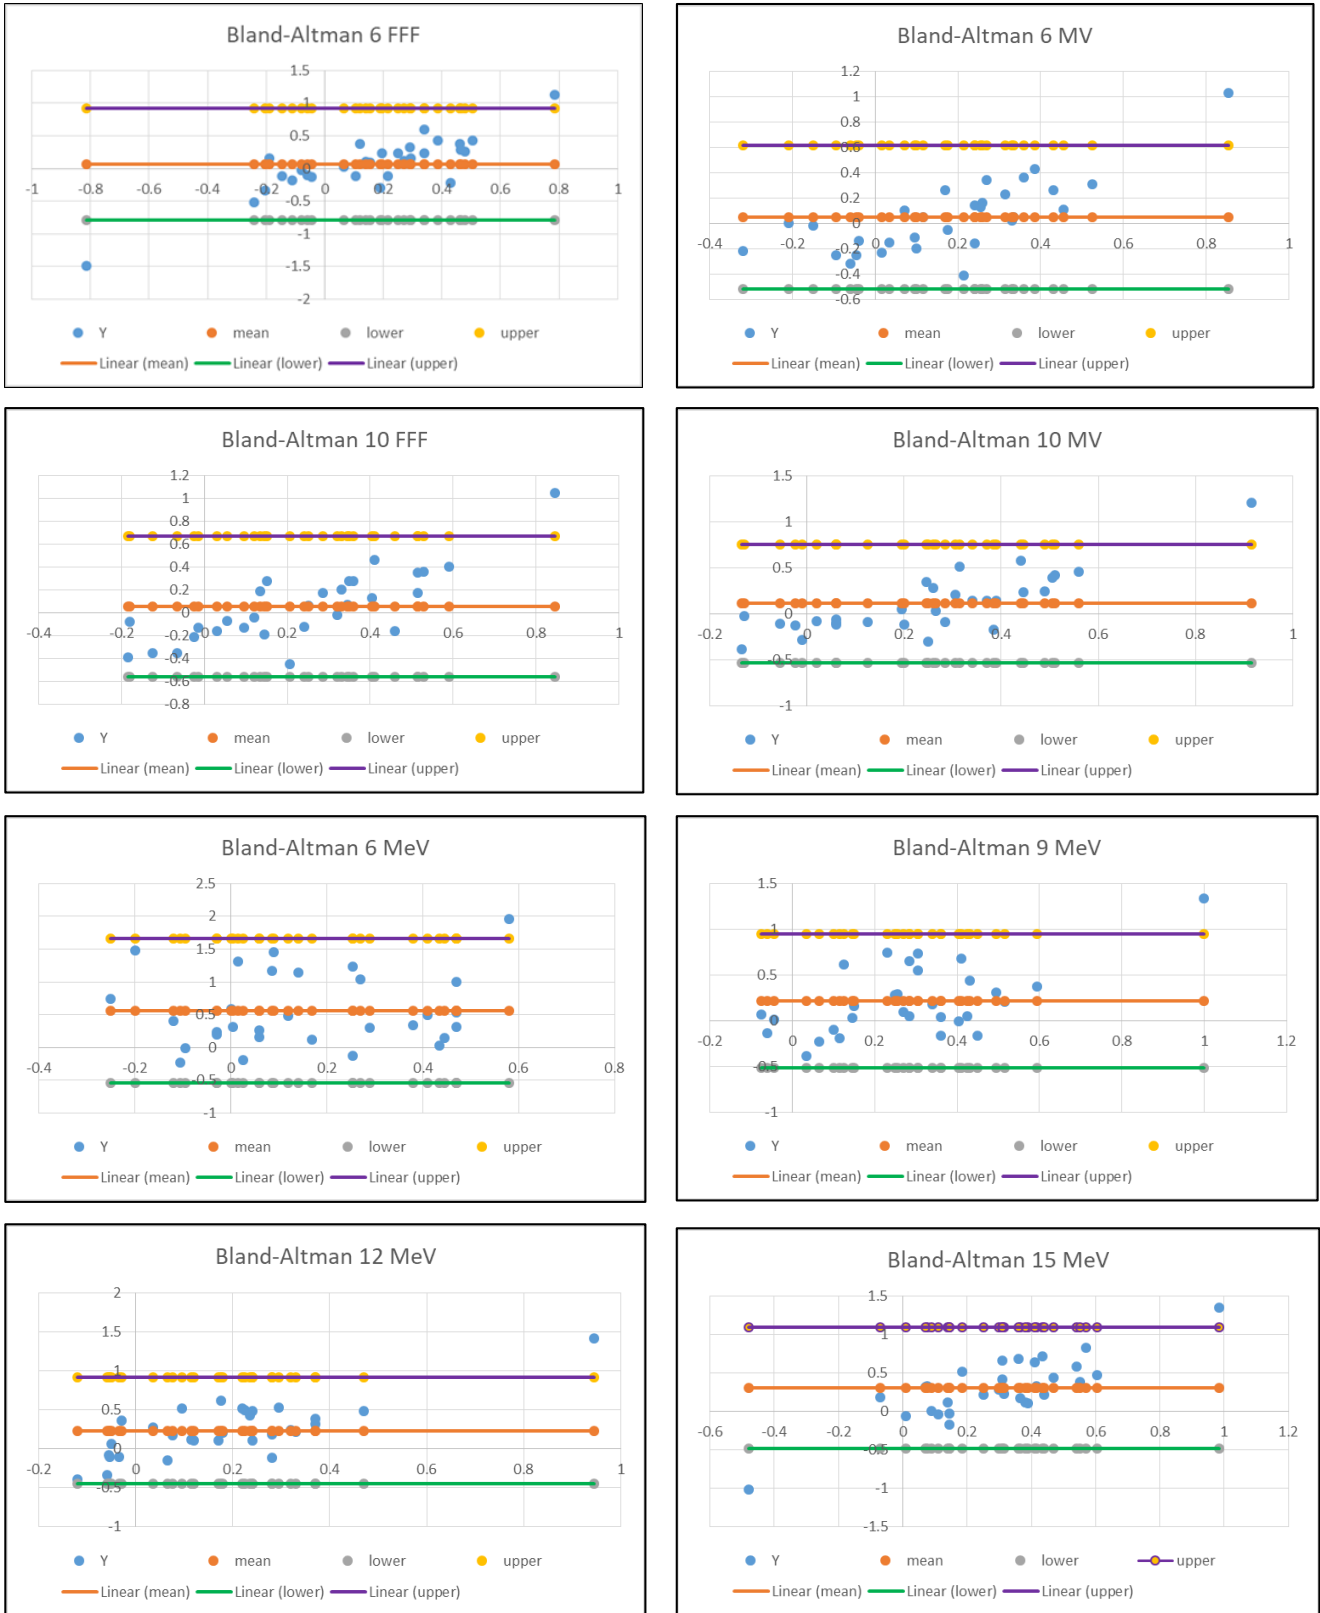 Bland-Altman 6 FFF
1.5
1
0.5
0
-1 -0.8 -0.6 -0.4 -0.2 0 0.2 0.4 0.6 0.8 1
-0.5
-1
-1.5
-2
Y mean lower upper
Linear (mean) Linear (lower) Linear (upper)
Bland-Altman 6 MV
1.2
1
0.8
0.6
0.4
0.2
0
-0.4 -0.2 0 0.2 0.4 0.6 0.8 1
-0.2
-0.4
-0.6
Y mean lower upper
Linear (mean) Linear (lower) Linear (upper)
Bland-Altman 10 FFF
1.2
1
0.8
0.6
0.4
0.2
0
-0.4 -0.2 0 0.2 0.4 0.6 0.8 1
-0.2
-0.4
-0.6
-0.8
Y mean lower upper
Linear (mean) Linear (lower) Linear (upper)
Bland-Altman 10 MV
1.5
1
0.5
0
-0.2 0 0.2 0.4 0.6 0.8 1
-0.5
-1
Y mean lower upper
Linear (mean) Linear (lower) Linear (upper)
Bland-Altman 6 MeV
2.5
2
1.5
1
0.5
0
-0.4 -0.2 0 0.2 0.4 0.6 0.8
-0.5
-1
Y mean lower upper
Linear (mean) Linear (lower) Linear (upper)
Bland-Altman 9 MeV
1.5
1
0.5
0
-0.2 0 0.2 0.4 0.6 0.8 1 1.2
-0.5
-1
Y mean lower upper
Linear (mean) Linear (lower) Linear (upper)
Bland-Altman 12 MeV
2
1.5
1
0.5
0
-0.2 0 0.2 0.4 0.6 0.8 1
-0.5
-1
Y mean lower upper
Linear (mean) Linear (lower) Linear (upper)
Bland-Altman 15 MeV
1.5
1
0.5
0
-0.6 -0.4 -0.2 0 0.2 0.4 0.6 0.8 1 1.2
-0.5
-1
-1.5
Y mean lower upper
Linear (mean) Linear (lower) Linear (upper)